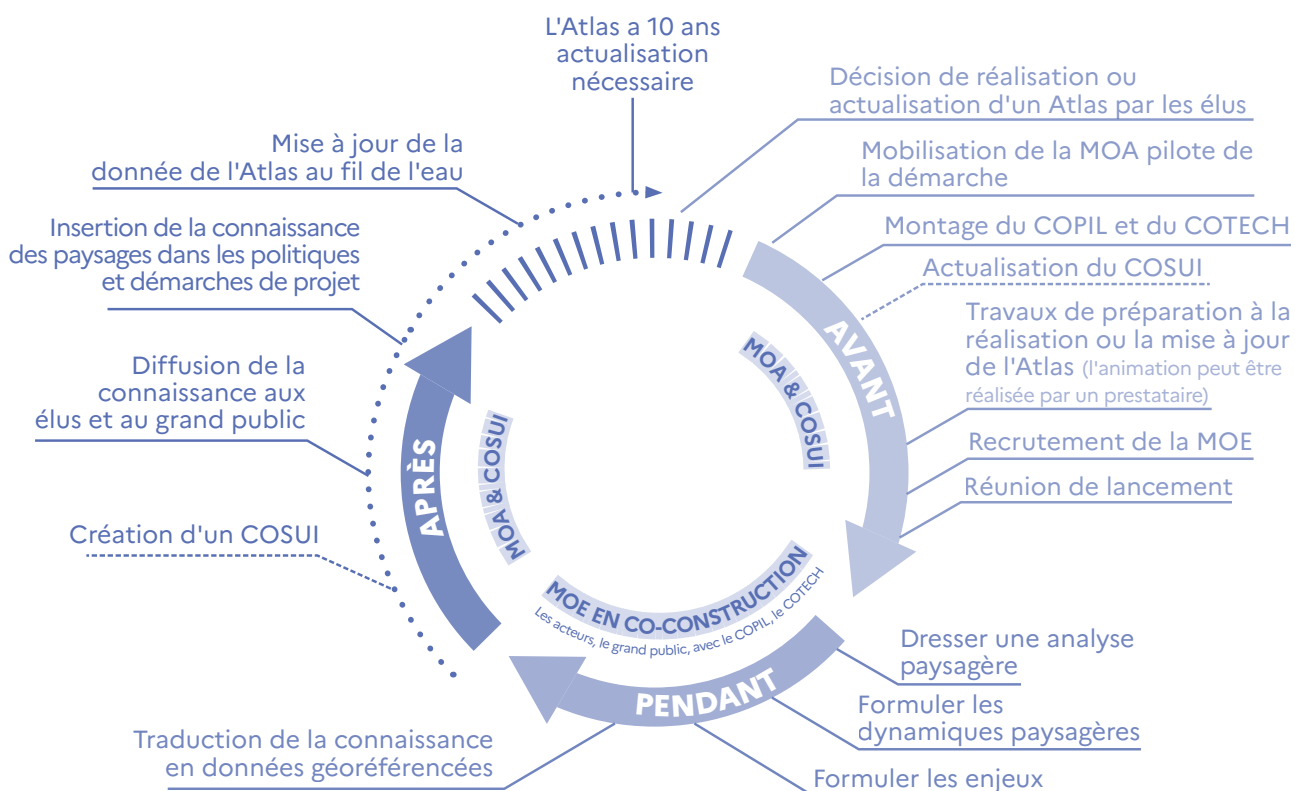 L'Atlas a 10 ans
actualisation
nécessaire
Décision de réalisation ou
actualisation d'un Atlas par les élus
Mobilisation de la MOA pilote de
la démarche
Montage du COPIL et du COTECH
Actualisation du COSUI
Travaux de préparation à la
réalisation ou la mise à jour
de l'Atlas (l'animation peut être
réalisée par un prestataire)
Recrutement de la MOE
Réunion de lancement
AVANT
MOA & COSUI
Dresser une analyse
paysagère
Formuler les
dynamiques paysagères
Formuler les enjeux
Traduction de la connaissance
en données géoréférencées
PENDANT
MOE EN CO-CONSTRUCTION
Les acteurs, le grand public, avec le COPIL, le COTECH
Création d'un COSUI
Diffusion de la
connaissance aux
élus et au grand public
Insertion de la connaissance
des paysages dans les politiques
et démarches de projet
Mise à jour de la
donnée de l'Atlas au fil de l'eau
APRÈS
MOA & COSUI